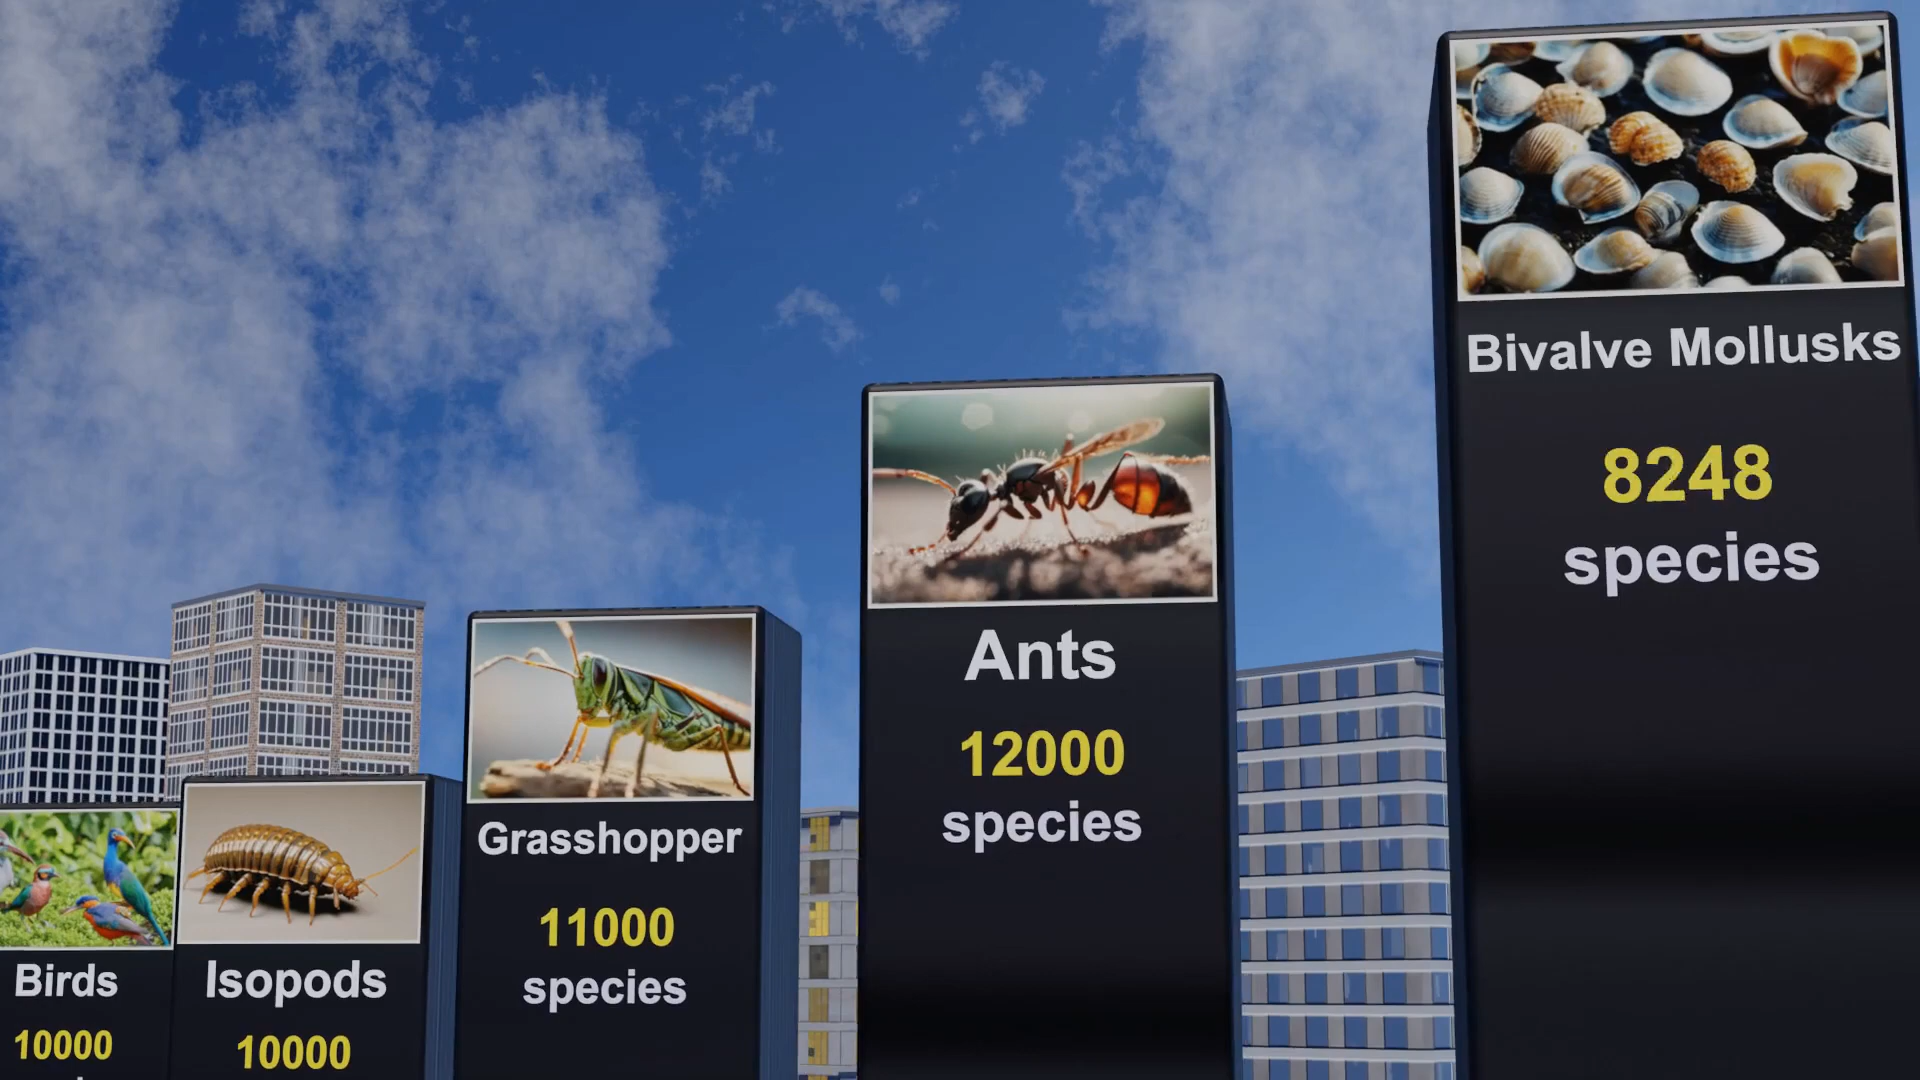 Birds
10000
Isopods
10000
Grasshopper
11000
species
Ants
12000
species
Bivalve Mollusks
8248
species